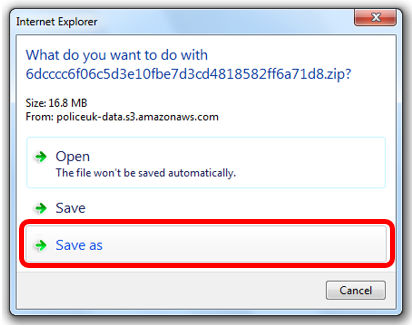 Internet Explorer
What do you want to do with
6dcccc6f06c5d3e10fbe7d3cd4818582ff6a71d8.zip?
Size: 16.8 MB
From: policeuk-data.s3.amazonaws.com
Open
The file won't be saved automatically.
Save
Save as
Cancel